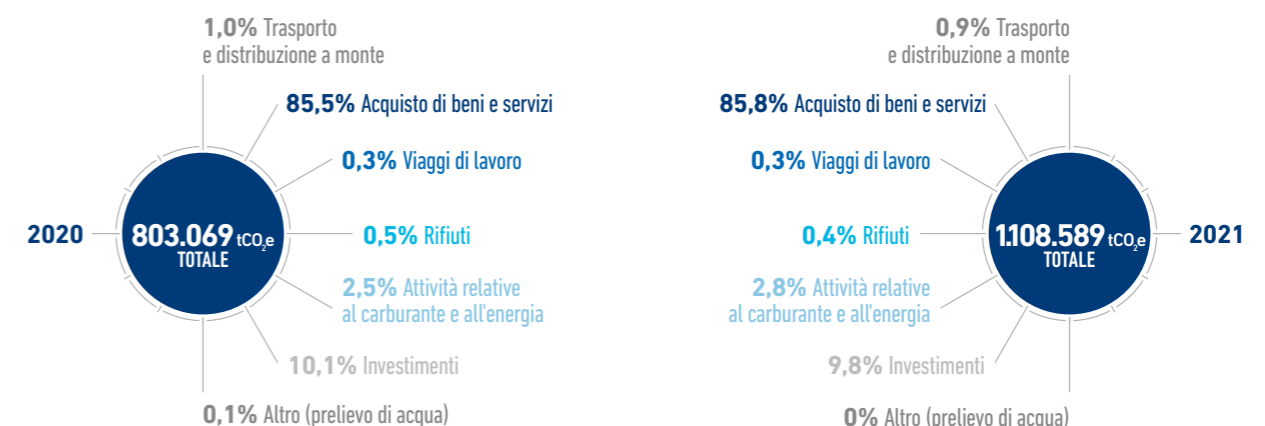 1,0% Trasporto
e distribuzione a monte
85,5% Acquisto di beni e servizi
0,3% Viaggi di lavoro
2020
803.069 tCO2e
TOTALE
0,5% Rifiuti
2,5% Attività relative
al carburante e all'energia
10,1% Investimenti
0,1% Altro (prelievo di acqua)
0,9% Trasporto
e distribuzione a monte
85,8% Acquisto di beni e servizi
0,3% Viaggi di lavoro
0,4% Rifiuti
1.108.589 tCO2e
TOTALE
2021
2,8% Attività relative
al carburante e all'energia
9,8% Investimenti
0% Altro (prelievo di acqua)